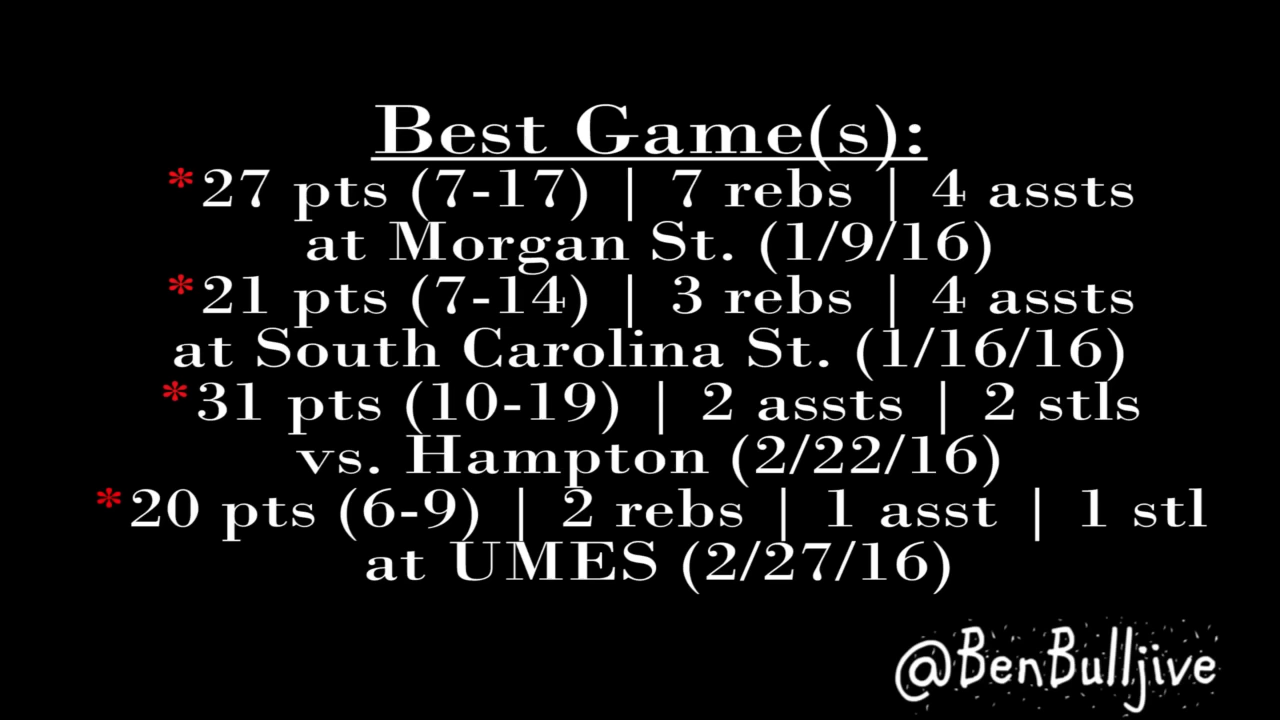 Best Game(s):
*27 pts (7-17) | 7 rebs | 4 assts
at Morgan St. (1/9/16)
*21 pts (7-14) | 3 rebs | 4 assts
at South Carolina St. (1/16/16)
*31 pts (10-19) | 2 assts | 2 stls
vs. Hampton (2/22/16)
*20 pts (6-9) | 2 rebs | 1 asst | 1 stl
at UMES (2/27/16)
@BenBulljive